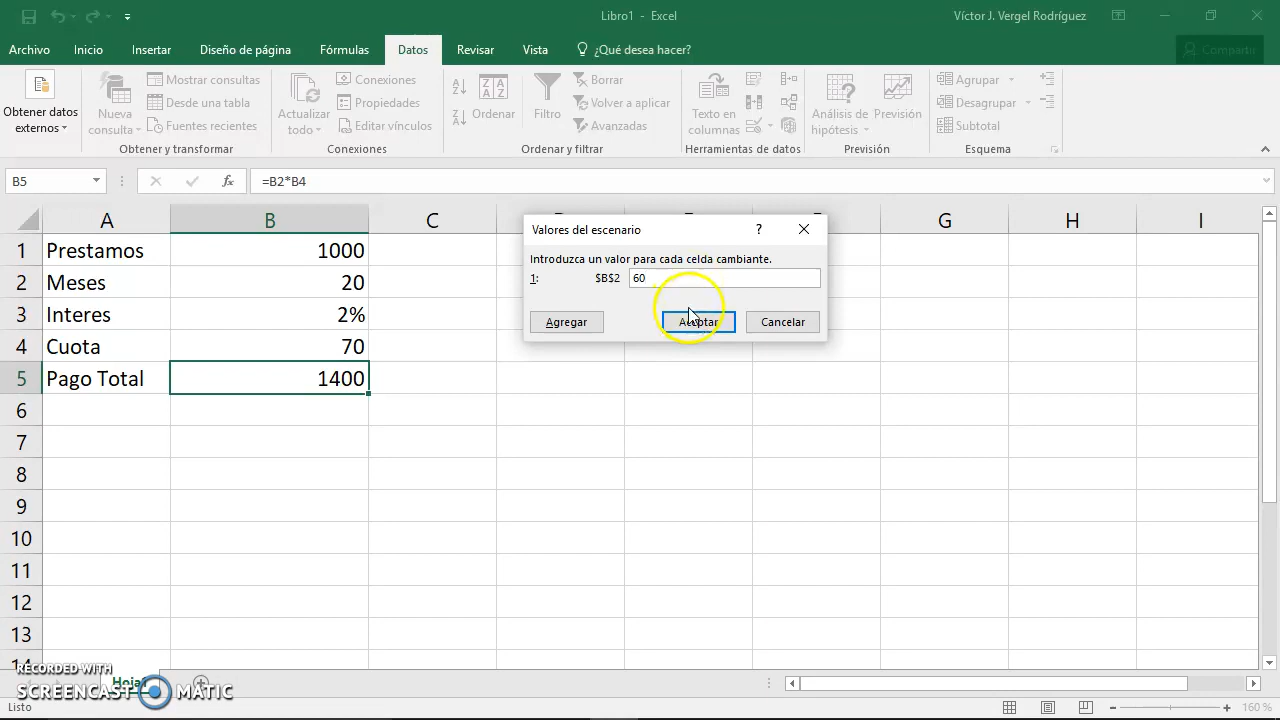 Libro1 - Excel
Víctor J. Vergel Rodríguez
Archivo Inicio Insertar Diseño de página Fórmulas Datos Revisar Vista ¿Qué desea hacer? Compartir
Obtener datos externos
Nueva consulta
Mostrar consultas
Desde una tabla
Fuentes recientes
Obtener y transformar
Actualizar todo
Conexiones
Propiedades
Editar vínculos
Conexiones
Ordenar
Filtro
Borrar
Volver a aplicar
Avanzadas
Ordenar y filtrar
Texto en columnas
Herramientas de datos
Análisis de hipótesis
Previsión
Previsión
Agrupar
Desagrupar
Subtotal
Esquema
B5 fx =B2*B4
A B C G H I
1 Prestamos 1000
2 Meses 20
3 Interes 2%
4 Cuota 70
5 Pago Total 1400
6
7
8
9
10
11
12
13
14
Valores del escenario ?
Introduzca un valor para cada celda cambiante.
1: $B$2 60
Agregar Aceptar Cancelar
RECORDED WITH
SCREENCAST MATIC
Hoja1
Listo 160 %